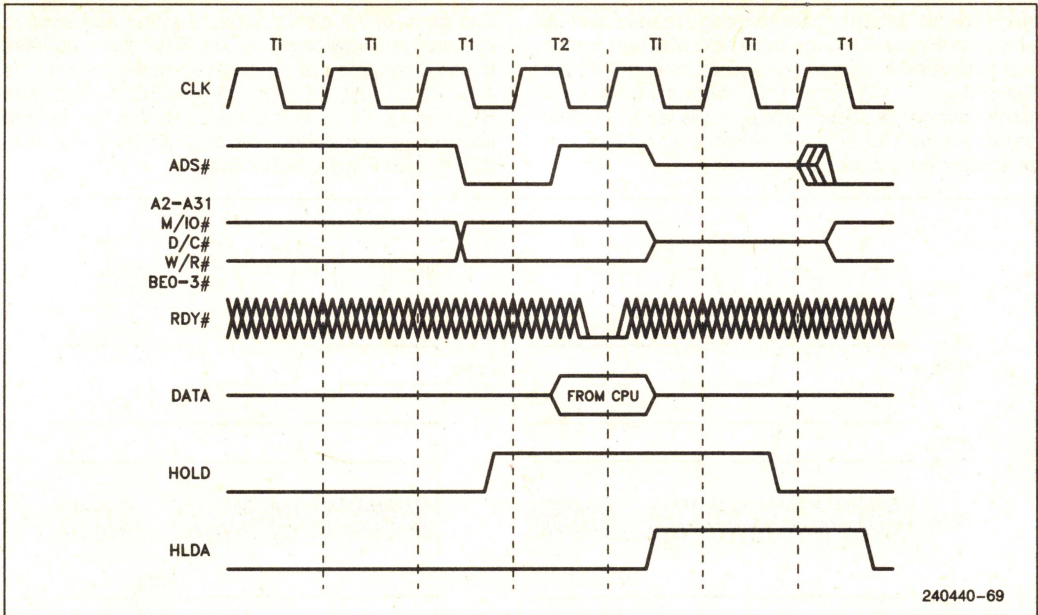 Ti Ti T1 T2 Ti Ti T1
CLK
ADS#
A2-A31
M/IO#
D/C#
W/R#
BE0-3#
RDY#
DATA
FROM CPU
HOLD
HLDA
240440-69